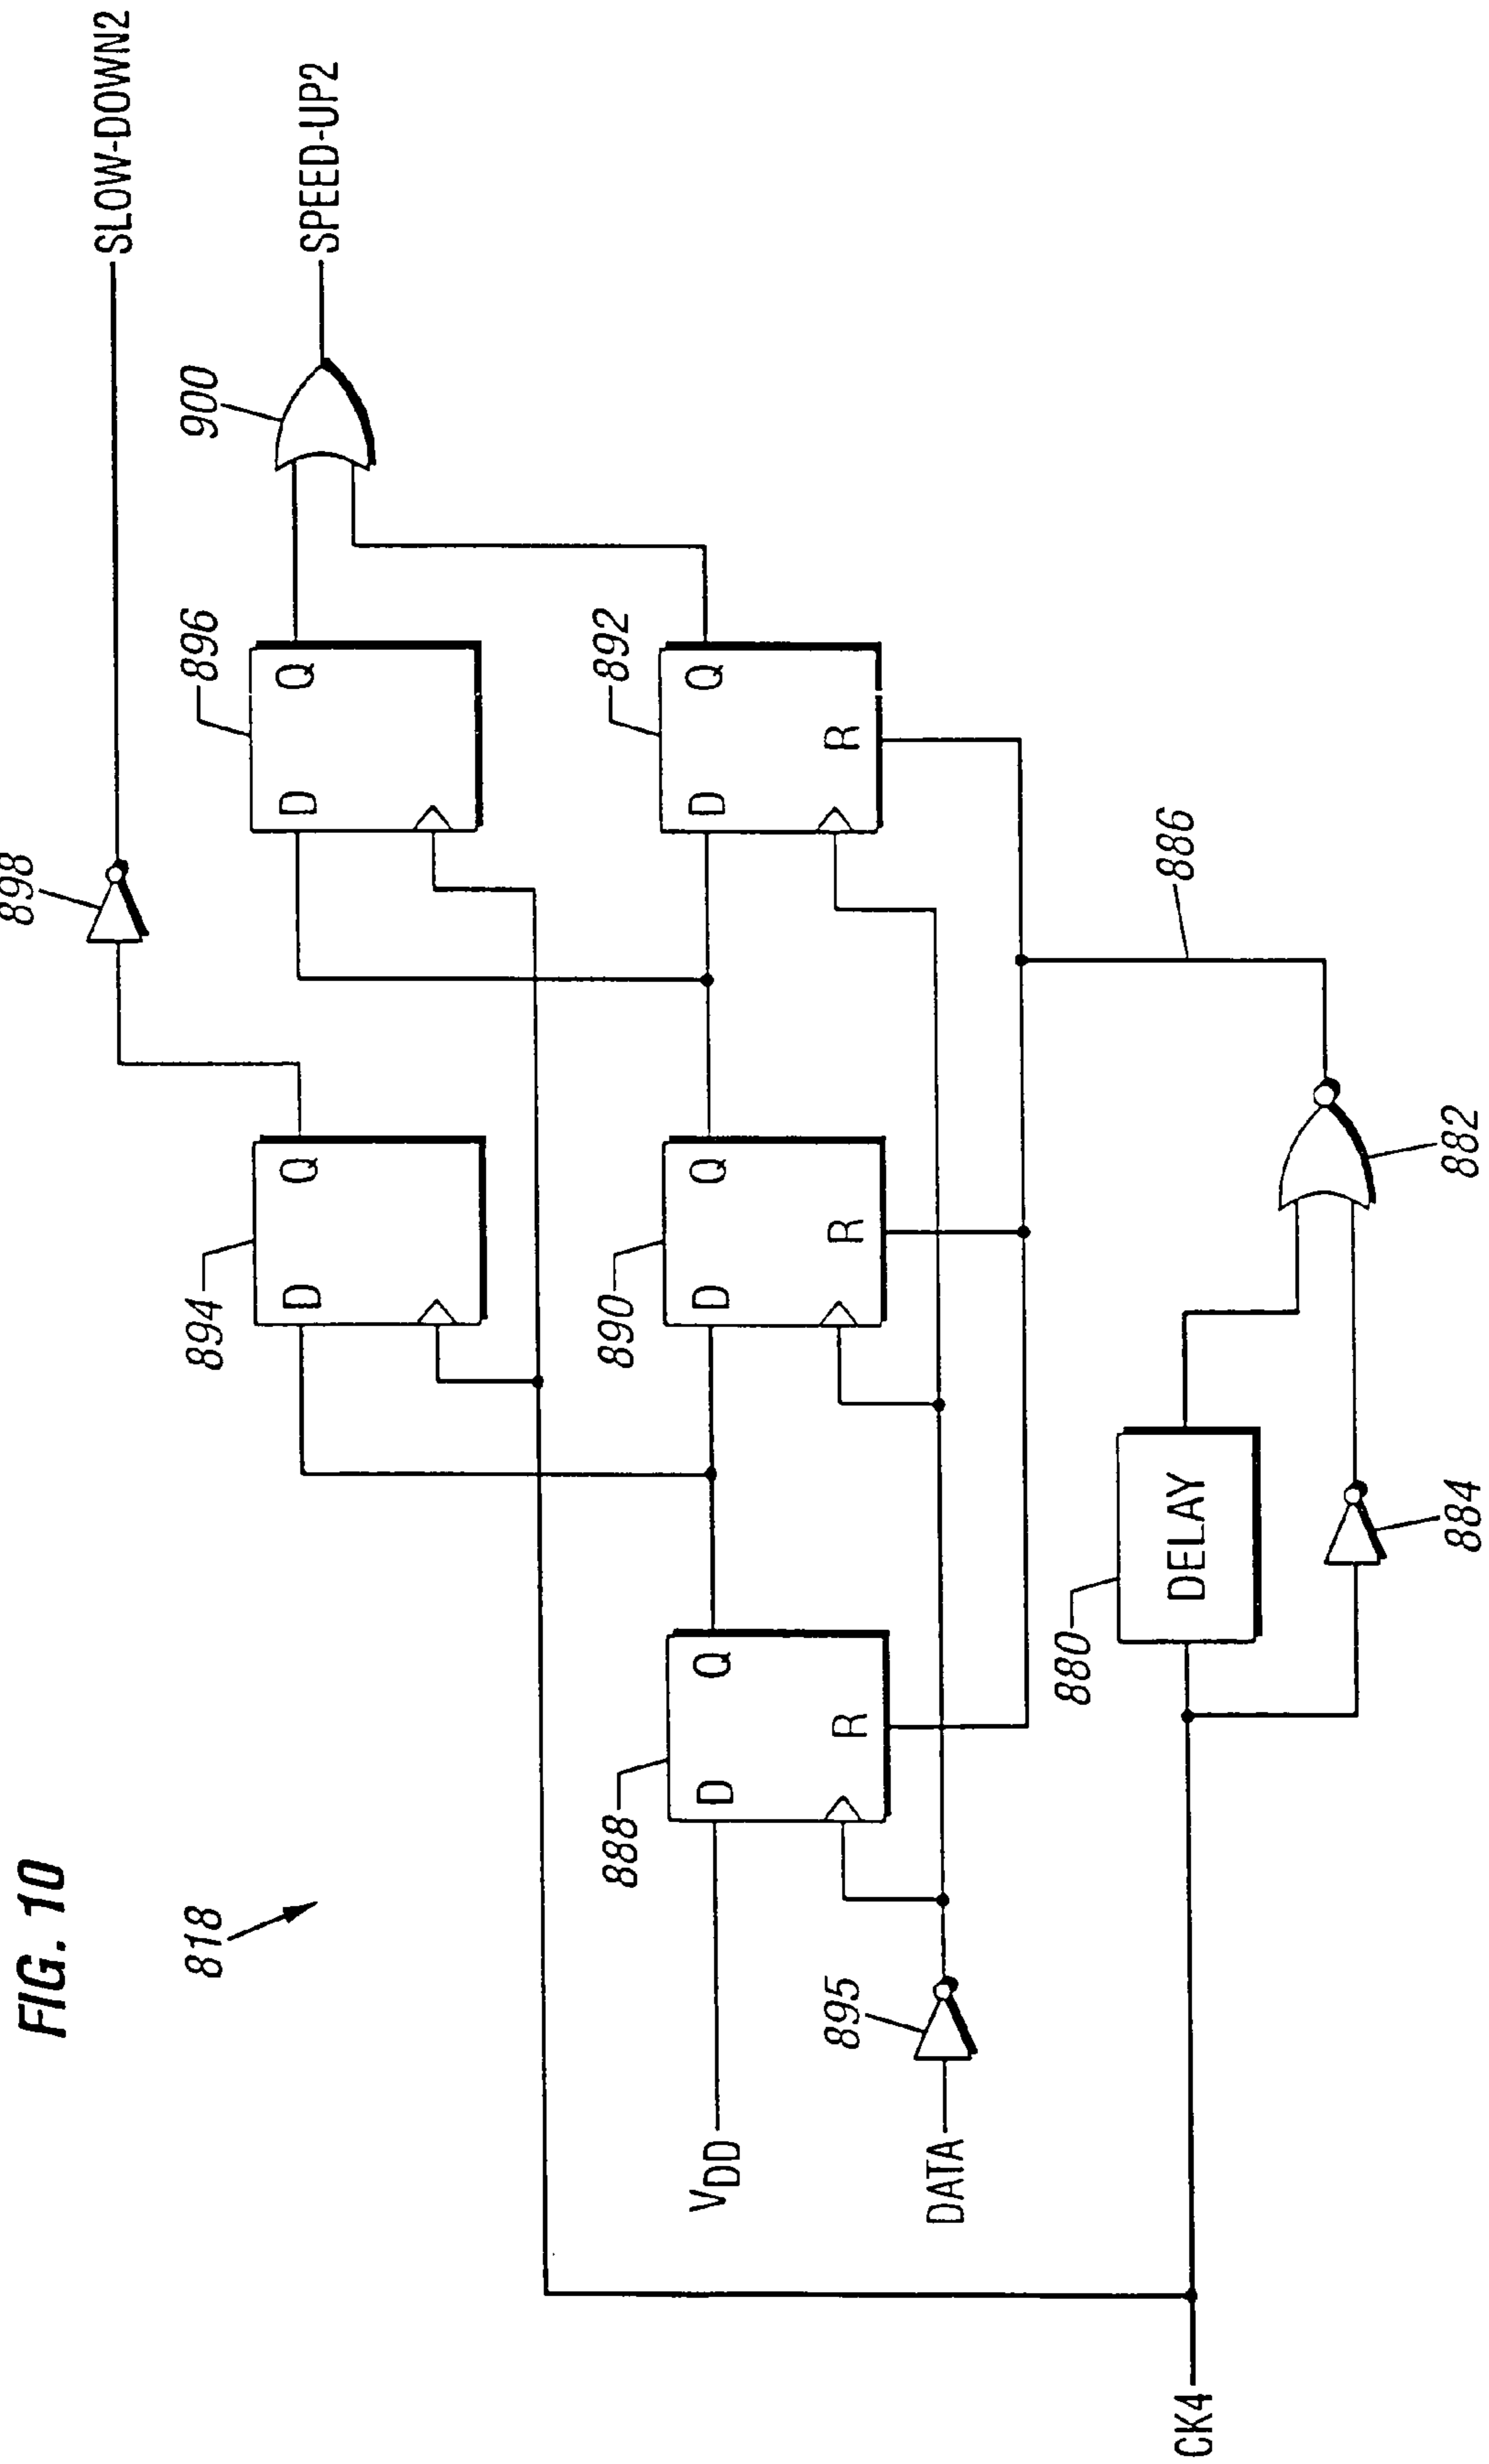 FIG. 10
818
898
SLOW-DOWN2
894
D
Q
896
D
Q
900
SPEED-UP2
VDD
888
D
Q
R
890
D
Q
R
892
D
Q
R
DATA
895
886
880
DELAY
882
884
CK4